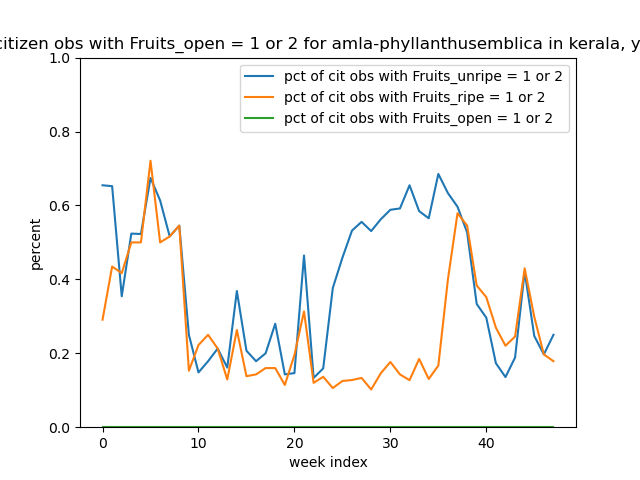 citizen obs with Fruits_open = 1 or 2 for amla-phyllanthusemblica in kerala, y
pct of cit obs with Fruits_unripe = 1 or 2
pct of cit obs with Fruits_ripe = 1 or 2
pct of cit obs with Fruits_open = 1 or 2
percent
1.0
0.8
0.6
0.4
0.2
0.0
0 10 20 30 40
week index